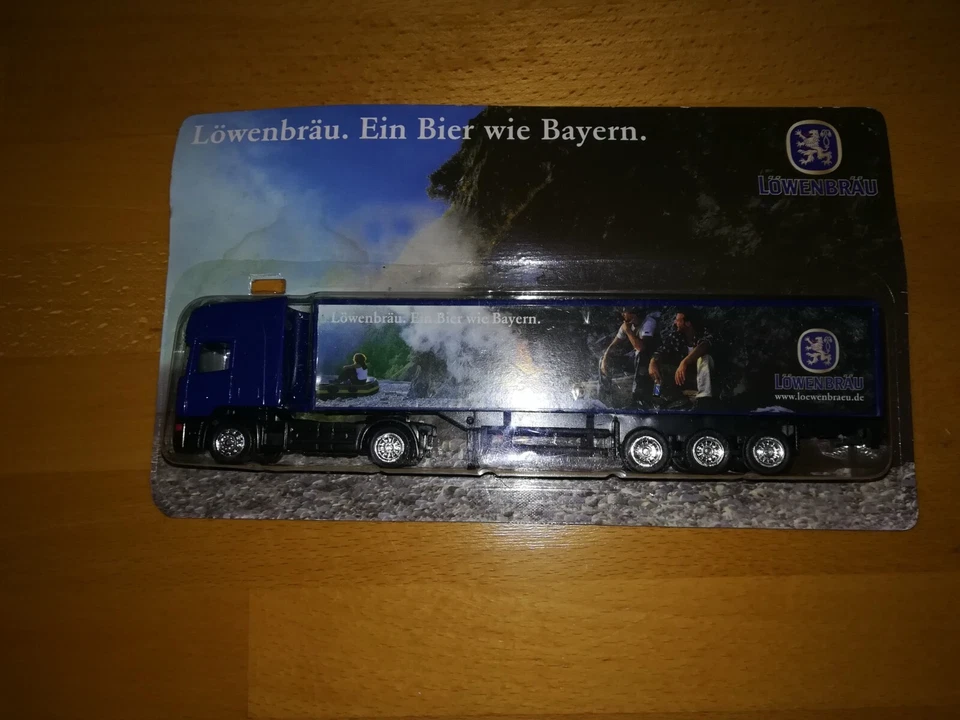 Löwenbräu. Ein Bier wie Bayern.
LÖWENBRÄU
Löwenbräu. Ein Bier wie Bayern.
LÖWENBRÄU
www.loewenbraeu.de